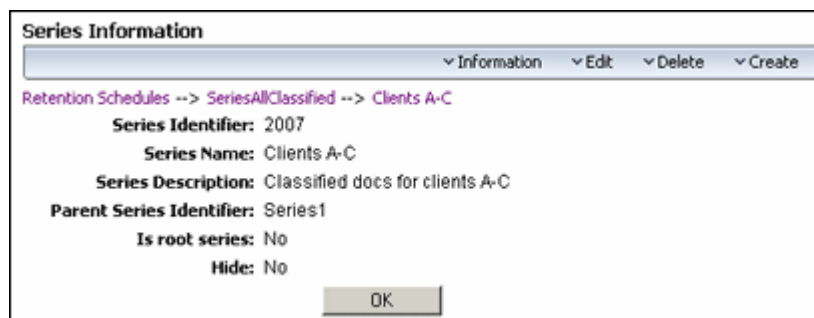 Series Information
Information Edit Delete Create
Retention Schedules --> SeriesAllClassified --> Clients A-C
Series Identifier: 2007
Series Name: Clients A-C
Series Description: Classified docs for clients A-C
Parent Series Identifier: Series1
Is root series: No
Hide: No
OK